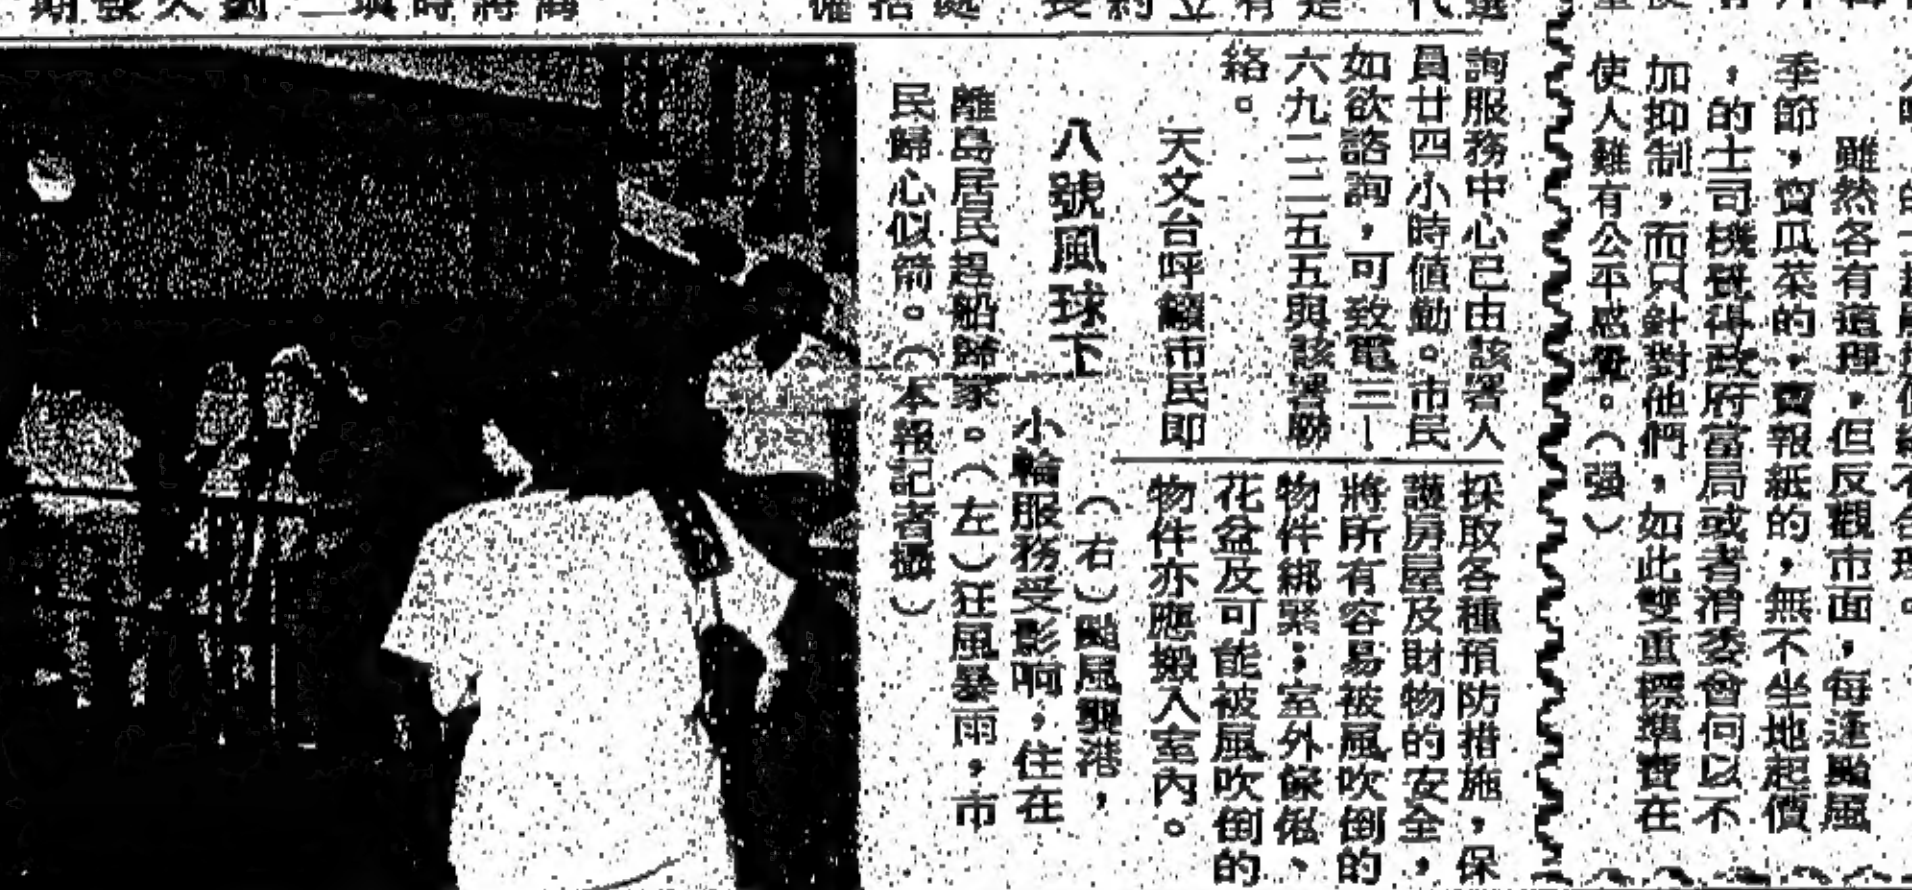 雖然各有道理，但反觀市面，每逢颱風
季節，賣瓜菜的，賣報紙的，無不坐地起價
，的士司機覺得政府當局或者消委會何以不
加抑制，而只針對他們，如此雙重標準實在
使人難有公平感覺。（强）
詢服務中心已由該署人
員廿四小時值勤。市民
如欲諮詢，可致電三—
六九二二五五與該署聯
絡。
天文台呼籲市民即
採取各種預防措施，保
護房屋及財物的安全，
將所有容易被風吹倒的
物件綁緊；室外傢俬、
花盆及可能被風吹倒的
物件亦應搬入室內。
八號風球下
（右）颱風襲港，
小輪服務受影响，住在
離島居民趕船歸家。（左）狂風暴雨，市
民歸心似箭。（本報記者攝）